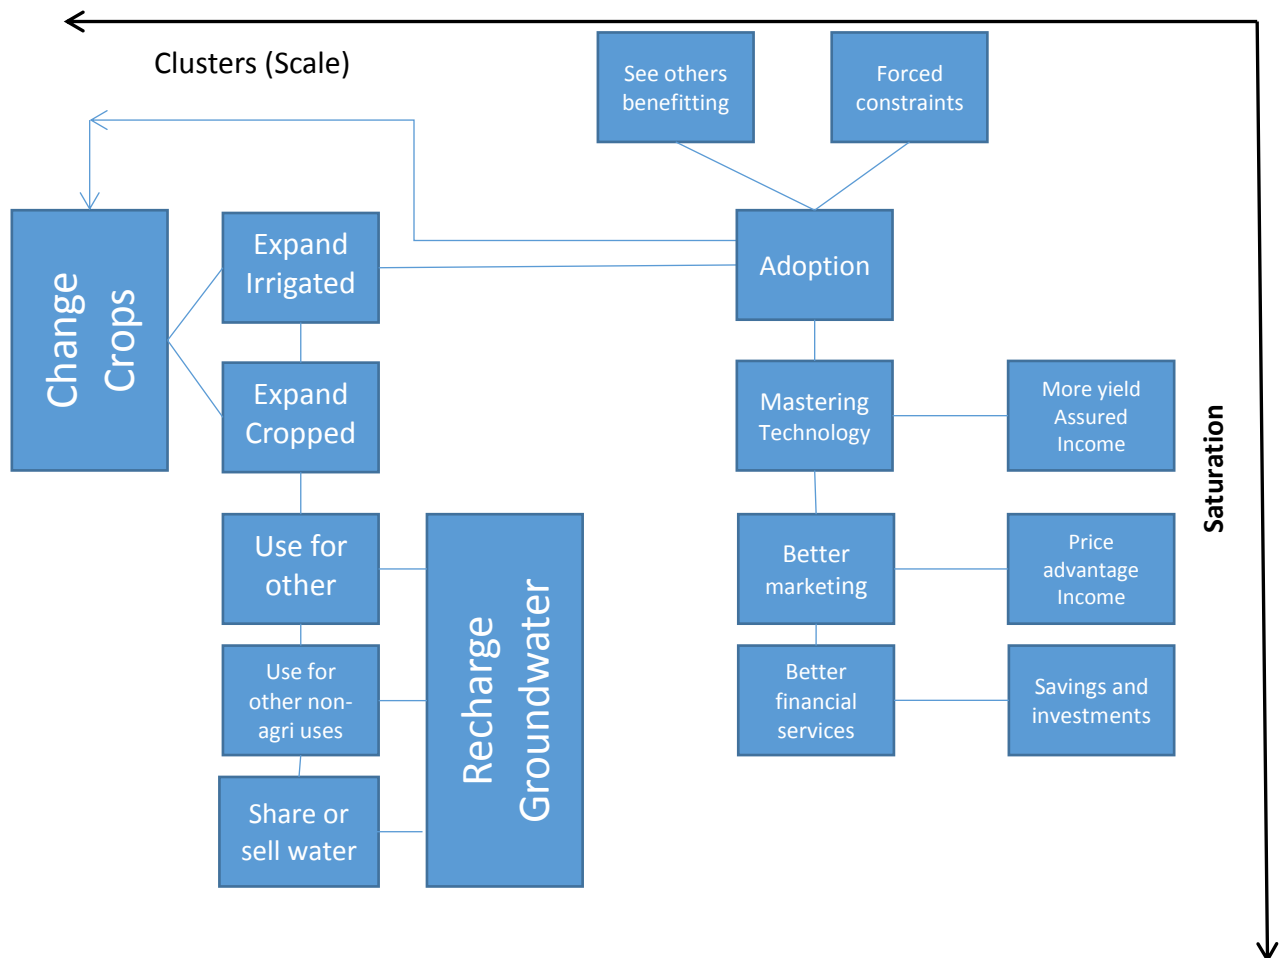 Clusters (Scale)
See others
benefitting
Forced
constraints
Change
Crops
Expand
Irrigated
Adoption
Expand
Cropped
Mastering
Technology
More yield
Assured
Income
Saturation
Use for
other
Recharge
Groundwater
Better
marketing
Price
advantage
Income
Use for
other non-
agri uses
Better
financial
services
Savings and
investments
Share or
sell water